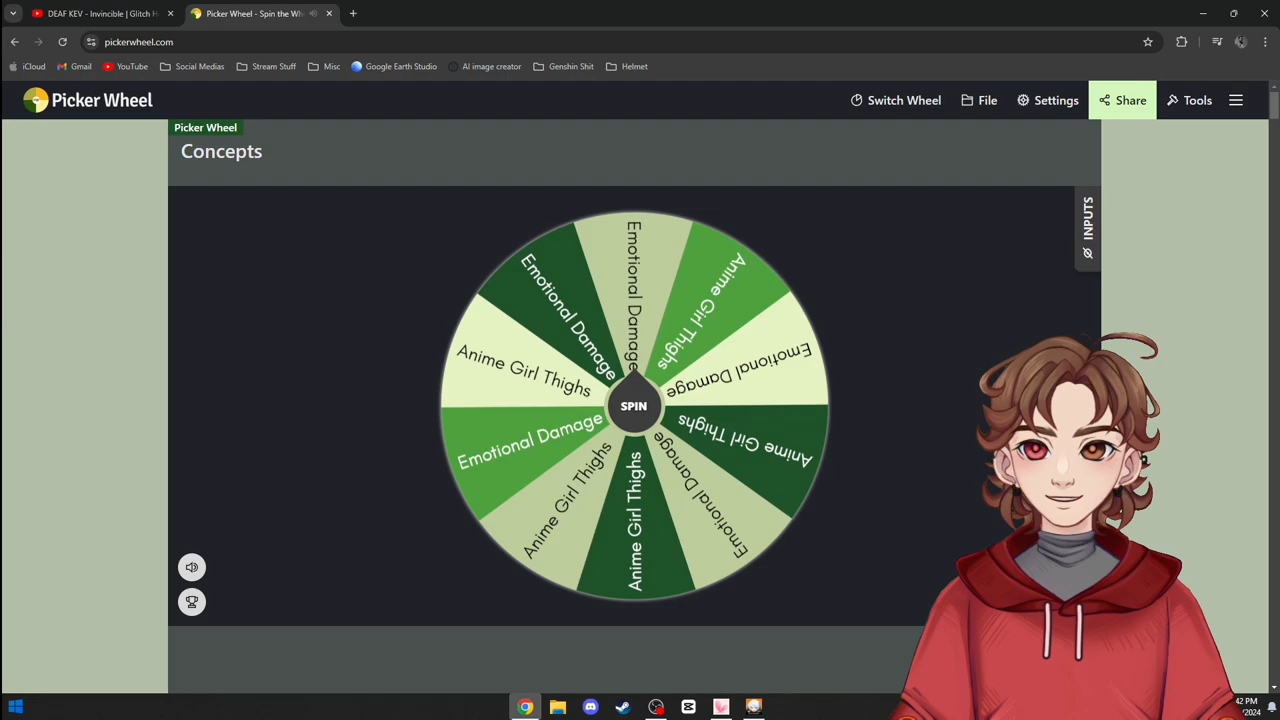 DEAF KEV - Invincible | Glitch H
Picker Wheel - Spin the Wh
pickerwheel.com
iCloud
Gmail
YouTube
Social Medias
Stream Stuff
Misc
Google Earth Studio
AI image creator
Genshin Shit
Helmet
Picker Wheel
Switch Wheel
File
Settings
Share
Tools
Picker Wheel
Concepts
INPUTS
Emotional Damage
Anime Girl Thighs
Emotional Damage
Anime Girl Thighs
Emotional Damage
Anime Girl Thighs
Anime Girl Thighs
Emotional Damage
Anime Girl Thighs
Emotional Damage
SPIN
:42 PM
/2024